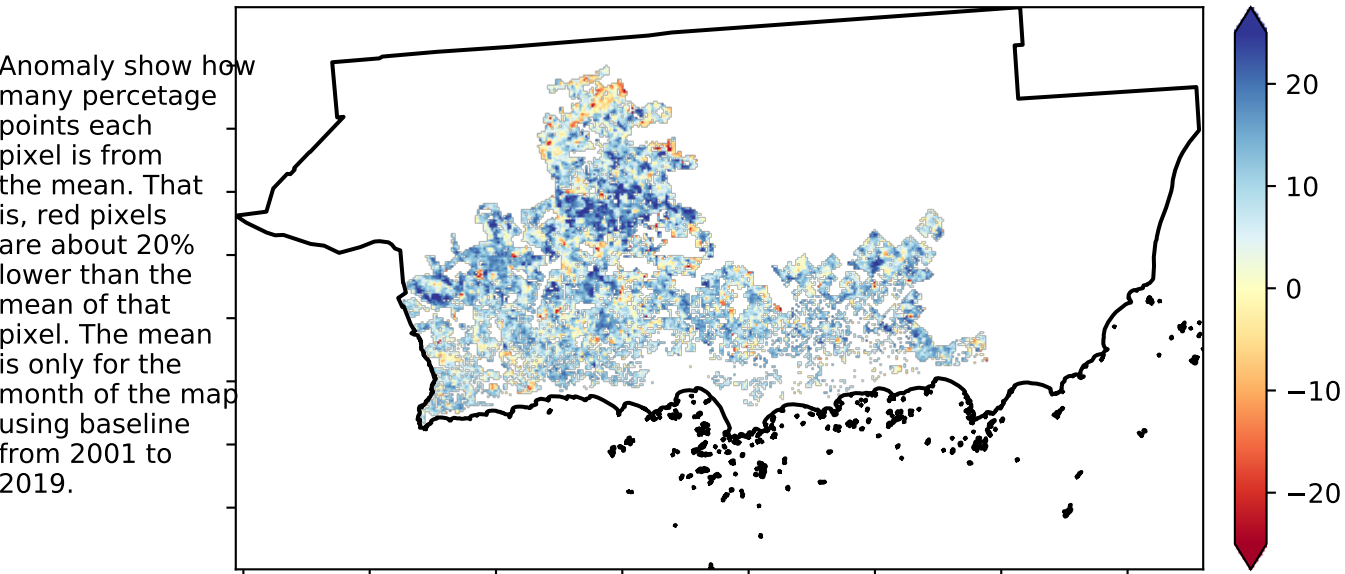 Anomaly show how
many percetage
points each
pixel is from
the mean. That
is, red pixels
are about 20%
lower than the
mean of that
pixel. The mean
is only for the
month of the map
using baseline
from 2001 to
2019.
20
10
0
−10
−20